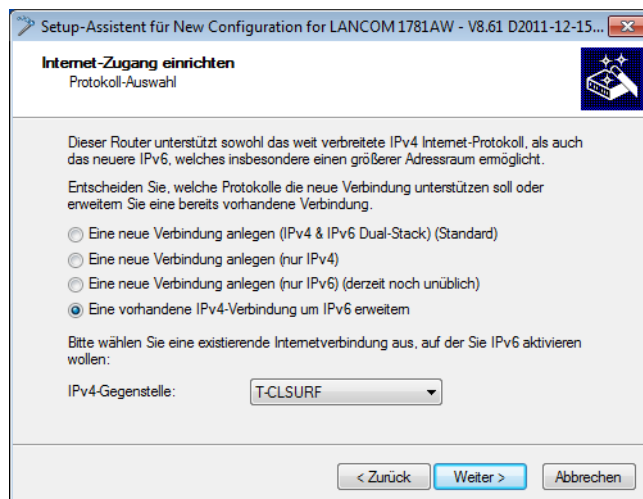 Setup-Assistent für New Configuration for LANCOM 1781AW - V8.61 D2011-12-15...
Internet-Zugang einrichten
Protokoll-Auswahl
Dieser Router unterstützt sowohl das weit verbreitete IPv4 Internet-Protokoll, als auch
das neuere IPv6, welches insbesondere einen größerer Adressraum ermöglicht.
Entscheiden Sie, welche Protokolle die neue Verbindung unterstützen soll oder
erweitern Sie eine bereits vorhandene Verbindung.
Eine neue Verbindung anlegen (IPv4 & IPv6 Dual-Stack) (Standard)
Eine neue Verbindung anlegen (nur IPv4)
Eine neue Verbindung anlegen (nur IPv6) (derzeit noch unüblich)
Eine vorhandene IPv4-Verbindung um IPv6 erweitern
Bitte wählen Sie eine existierende Internetverbindung aus, auf der Sie IPv6 aktivieren
wollen:
IPv4-Gegenstelle: T-CLSURF
< Zurück Weiter > Abbrechen